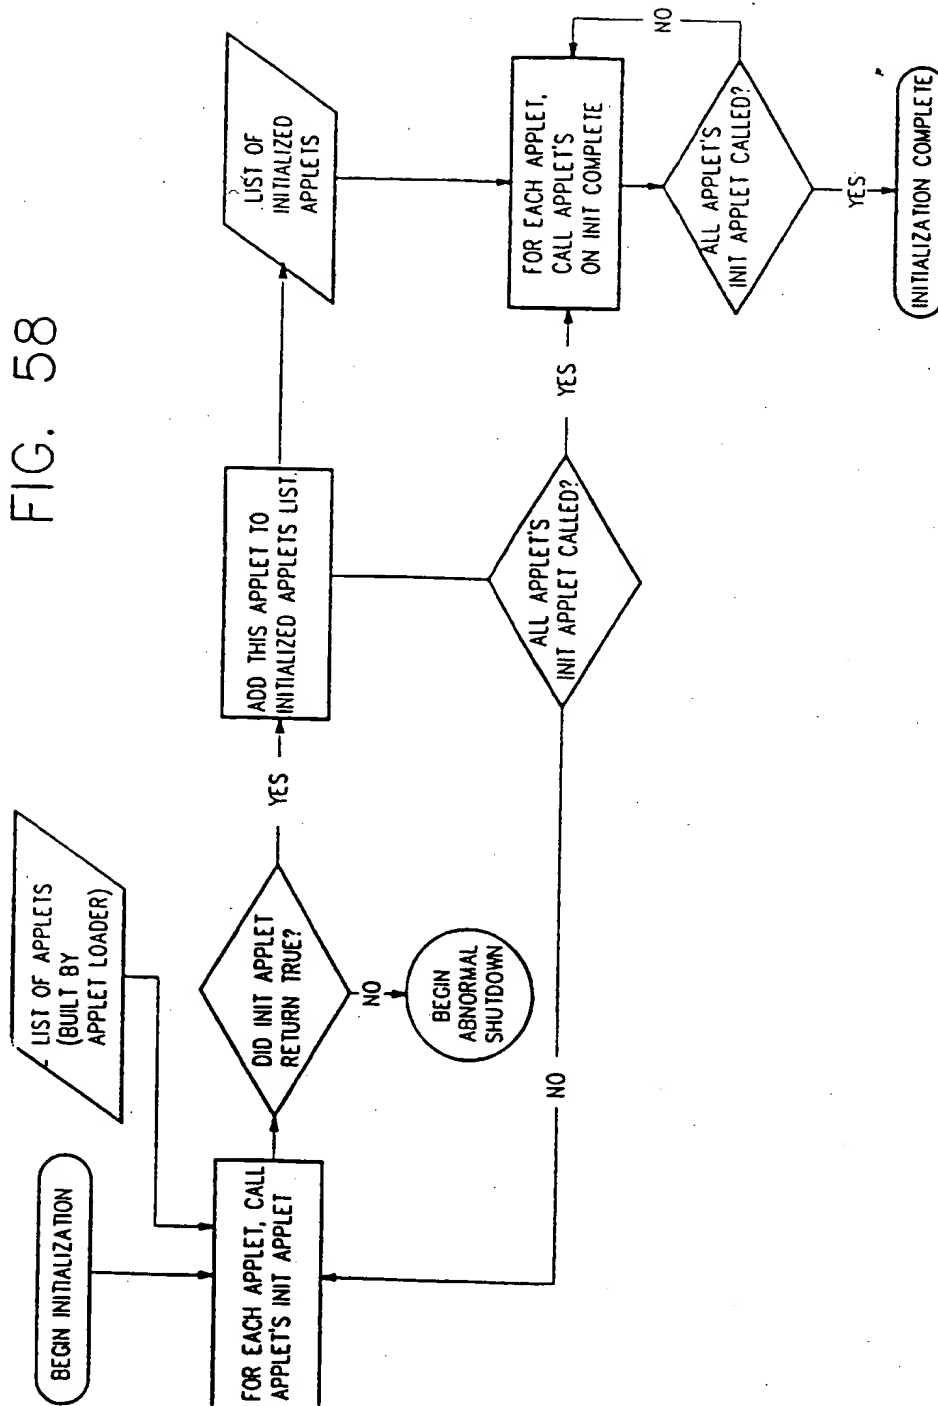 FIG. 58
BEGIN INITIALIZATION
LIST OF APPLETS
(BUILT BY
APPLET LOADER)
FOR EACH APPLET, CALL
APPLET'S INIT APPLET
DID INIT APPLET
RETURN TRUE?
YES
NO
BEGIN
ABNORMAL
SHUTDOWN
ADD THIS APPLET TO
INITIALIZED APPLETS LIST.
LIST OF
INITIALIZED
APPLETS
ALL APPLET'S
INIT APPLET CALLED?
NO
YES
FOR EACH APPLET,
CALL APPLET'S
ON INIT COMPLETE
ALL APPLET'S
INIT APPLET CALLED?
NO
YES
INITIALIZATION COMPLETE